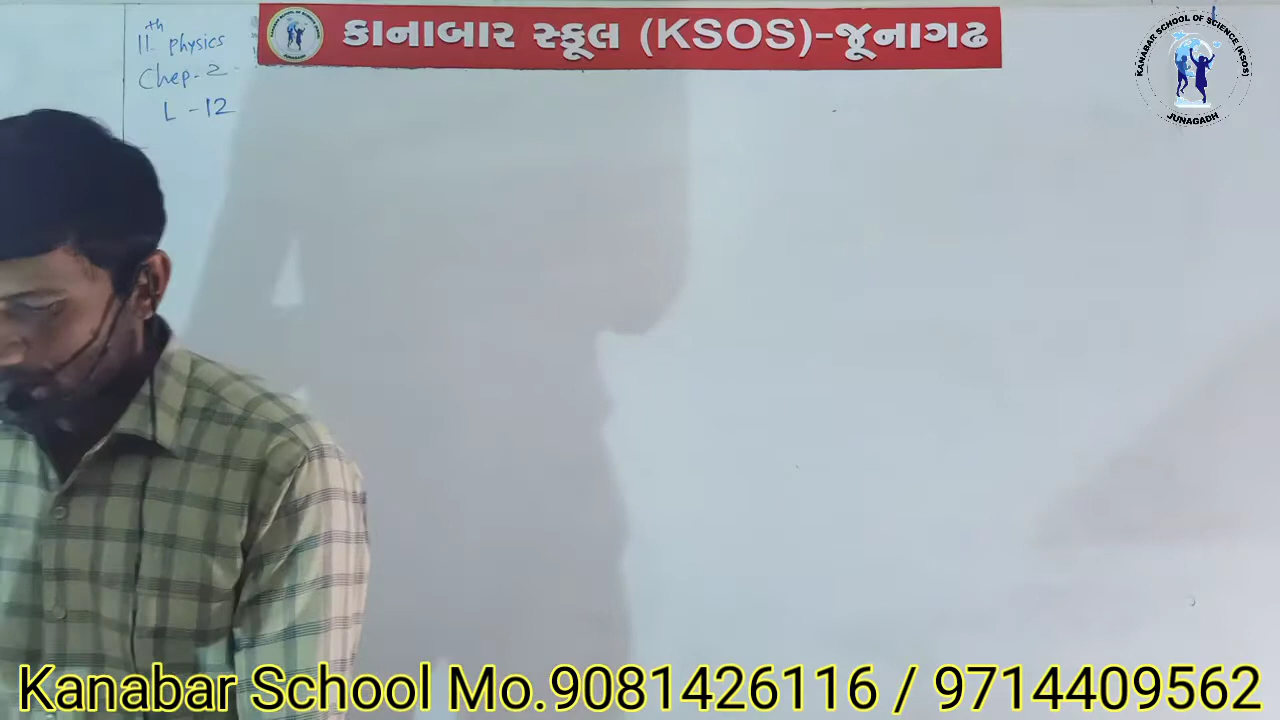 11th physics
Chep-2
L-12
કાનાબાર સ્કૂલ (KSOS)-જૂનાગઢ
KANABAR SCHOOL OF SCIENCE (KSOS)
JUNAGADH
Kanabar School Mo.9081426116 / 9714409562